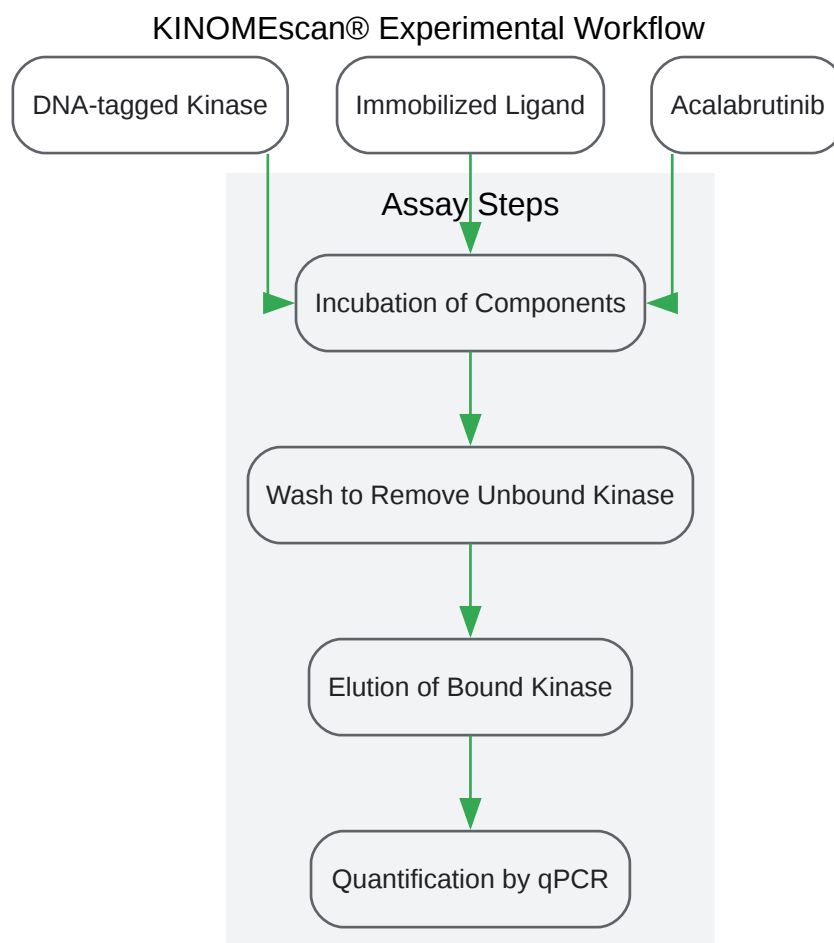 KINOMEscan® Experimental Workflow
DNA-tagged Kinase
Immobilized Ligand
Acalabrutinib
Assay Steps
Incubation of Components
Wash to Remove Unbound Kinase
Elution of Bound Kinase
Quantification by qPCR